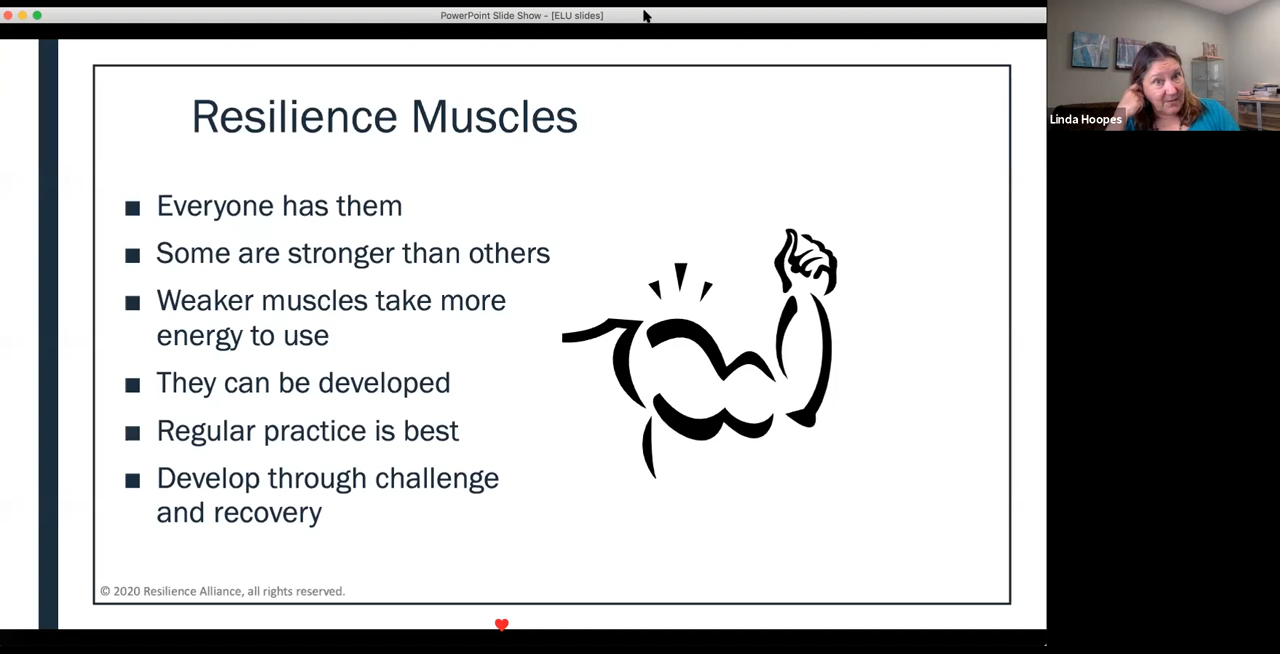 PowerPoint Slide Show - [ELU slides]
Resilience Muscles
Everyone has them
Some are stronger than others
Weaker muscles take more
energy to use
They can be developed
Regular practice is best
Develop through challenge
and recovery
© 2020 Resilience Alliance, all rights reserved.
Linda Hoopes